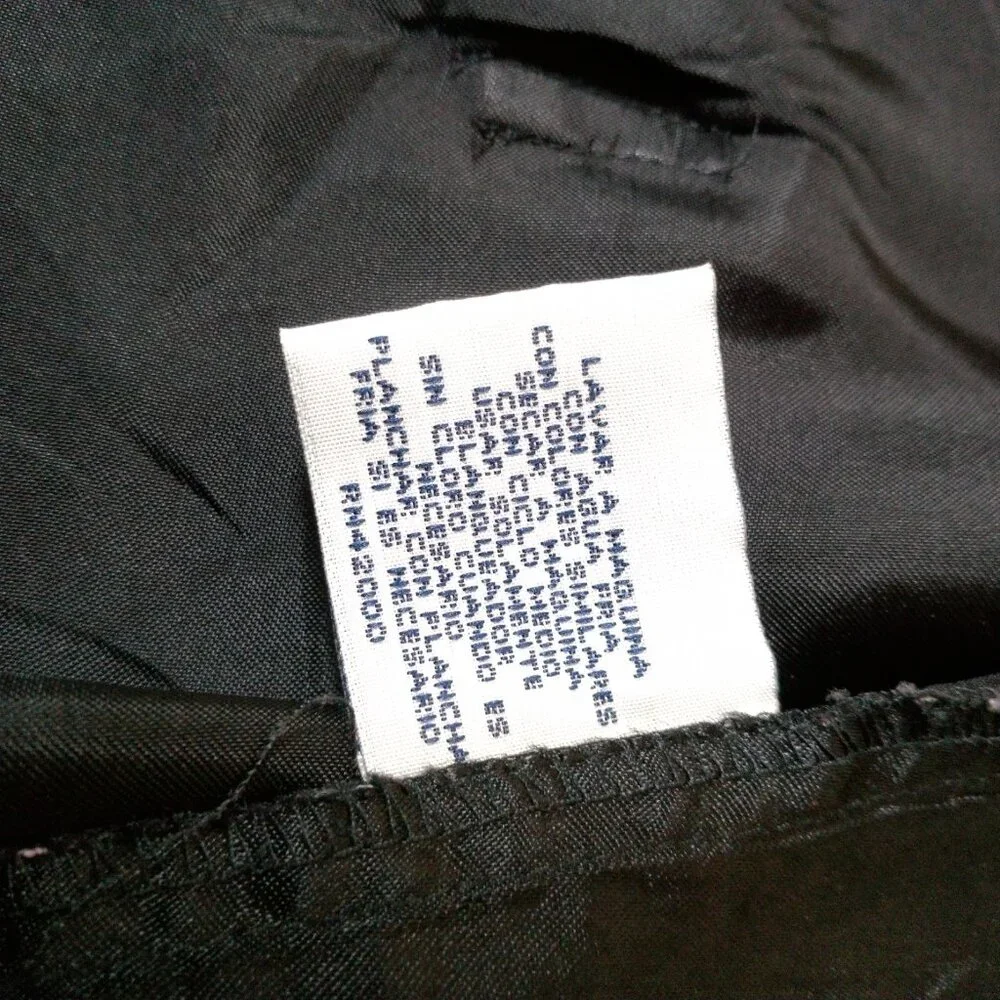 LAVAR A MAQUINA
CON AGUA FRIA
CON COLORES SIMILARES
SECAR A MAQUINA
CON CICLO MEDIO
USAR SOLAMENTE
BLANQUEADOR
SIN CLORO CUANDO ES
NECESARIO
PLANCHAR CON PLANCHA
FRIA SI ES NECESARIO
RN42000